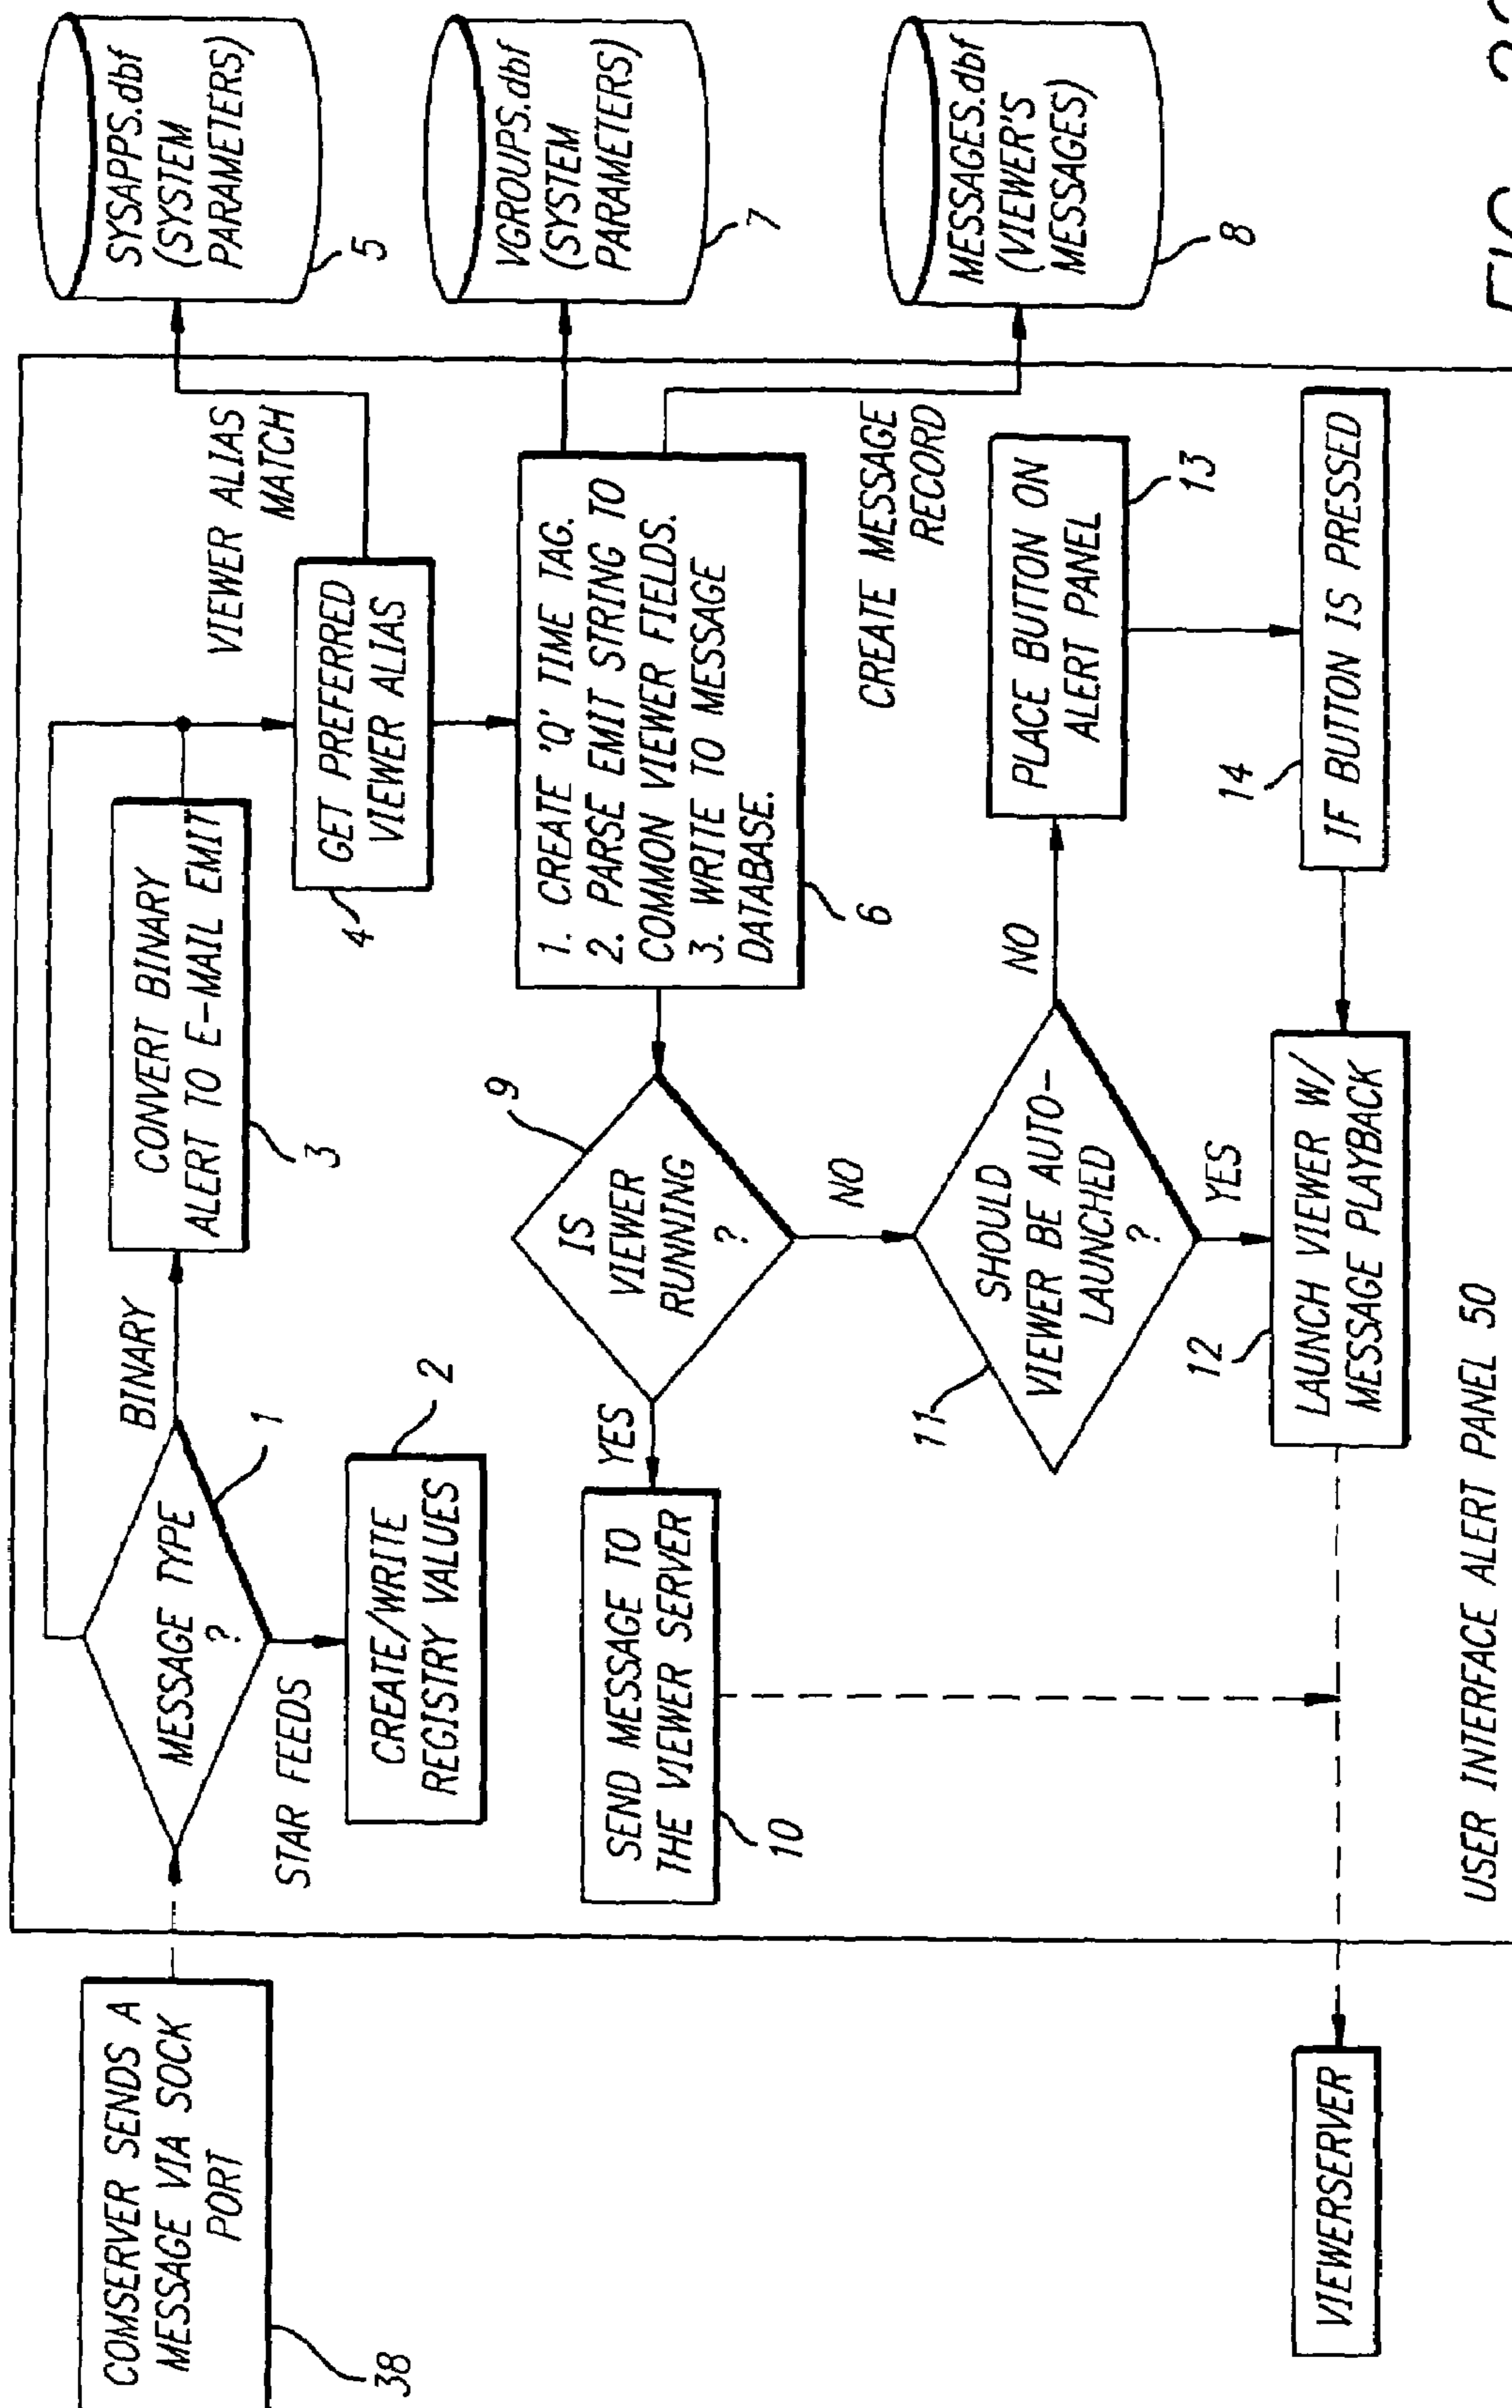 COMSERVER SENDS A
MESSAGE VIA SOCK
PORT
38
MESSAGE TYPE
?
1
BINARY
STAR FEEDS
CREATE/WRITE
REGISTRY VALUES
2
CONVERT BINARY
ALERT TO E-MAIL EMIT
3
GET PREFERRED
VIEWER ALIAS
4
VIEWER ALIAS
MATCH
SYSAPPS.dbf
(SYSTEM
PARAMETERS)
5
1. CREATE 'Q' TIME TAG.
2. PARSE EMIT STRING TO
COMMON VIEWER FIELDS.
3. WRITE TO MESSAGE
DATABASE.
6
VGROUPS.dbf
(SYSTEM
PARAMETERS)
7
CREATE MESSAGE
RECORD
MESSAGES.dbf
(VIEWER'S
MESSAGES)
8
IS
VIEWER
RUNNING
?
9
YES
SEND MESSAGE TO
THE VIEWER SERVER
10
NO
SHOULD
VIEWER BE AUTO-
LAUNCHED
?
11
NO
YES
PLACE BUTTON ON
ALERT PANEL
13
IF BUTTON IS PRESSED
14
LAUNCH VIEWER W/
MESSAGE PLAYBACK
12
VIEWERSERVER
USER INTERFACE ALERT PANEL 50